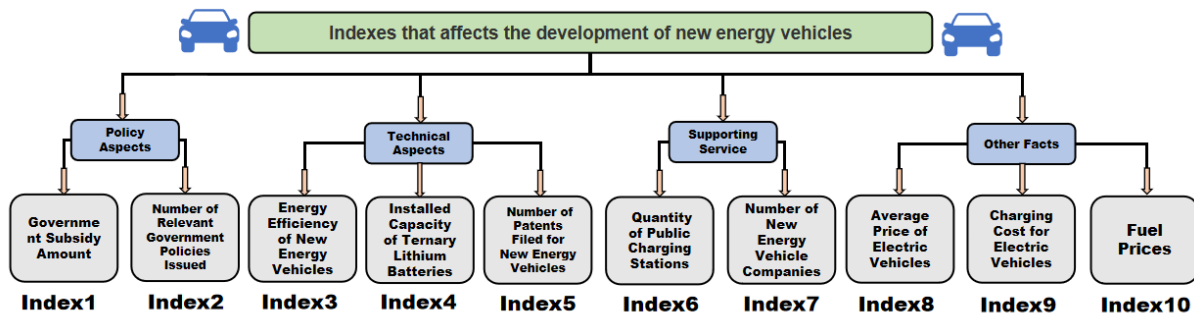 Indexes that affects the development of new energy vehicles
Policy
Aspects
Technical
Aspects
Supporting
Service
Other Facts
Governme
nt Subsidy
Amount
Number of
Relevant
Government
Policies
Issued
Energy
Efficiency
of New
Energy
Vehicles
Installed
Capacity
of Ternary
Lithium
Batteries
Number of
Patents
Filed for
New Energy
Vehicles
Quantity
of Public
Charging
Stations
Number of
New
Energy
Vehicle
Companies
Average
Price of
Electric
Vehicles
Charging
Cost for
Electric
Vehicles
Fuel
Prices
Index1
Index2
Index3
Index4
Index5
Index6
Index7
Index8
Index9
Index10